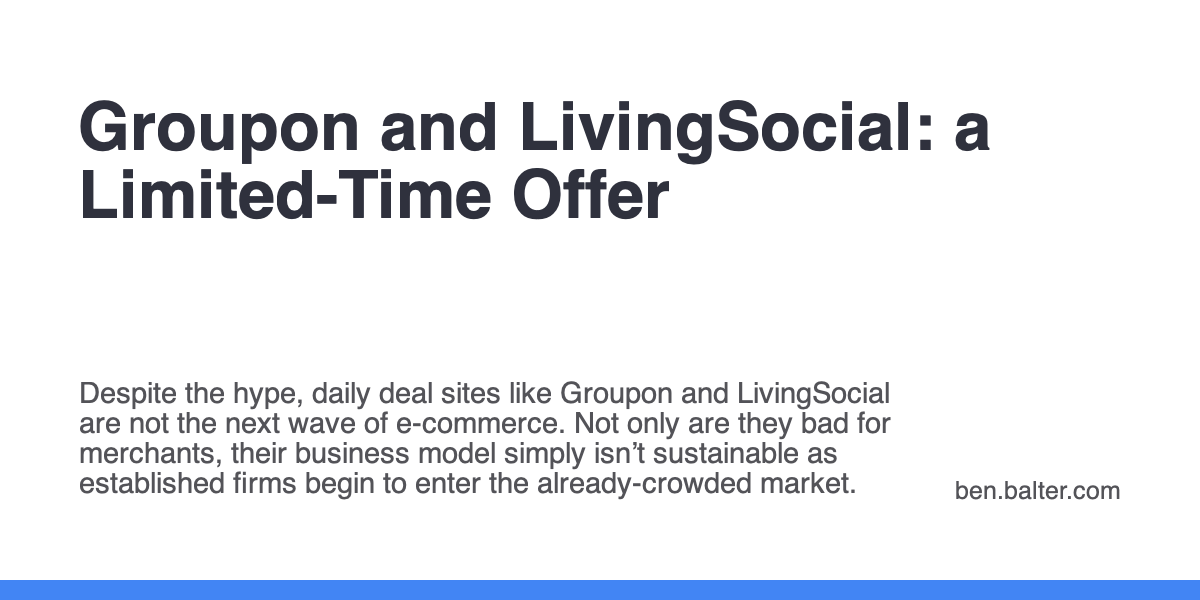 Groupon and LivingSocial: a
Limited-Time Offer
Despite the hype, daily deal sites like Groupon and LivingSocial
are not the next wave of e-commerce. Not only are they bad for
merchants, their business model simply isn’t sustainable as
established firms begin to enter the already-crowded market.
ben.balter.com